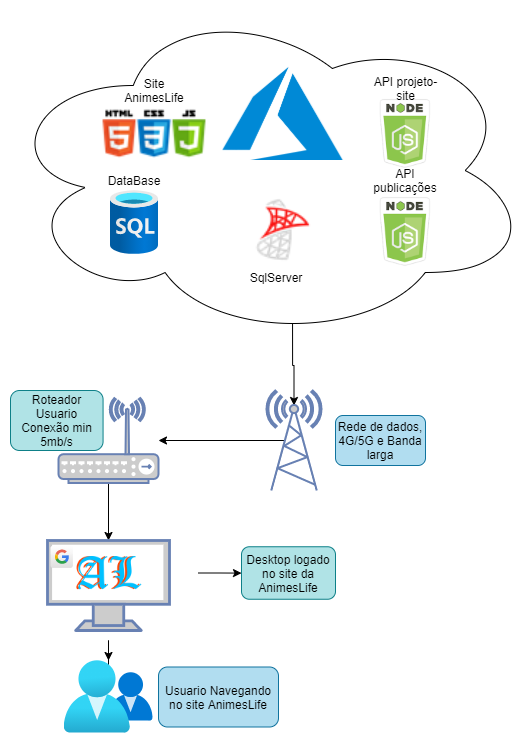 Site
AnimesLife
HTML CSS JS
5 3 J
API projeto-
site
NODE
JS
API
publicações
NODE
JS
DataBase
SQL
SqlServer
Roteador
Usuario
Conexão min
5mb/s
Rede de dados,
4G/5G e Banda
larga
G
AL
Desktop logado
no site da
AnimesLife
Usuario Navegando
no site AnimesLife